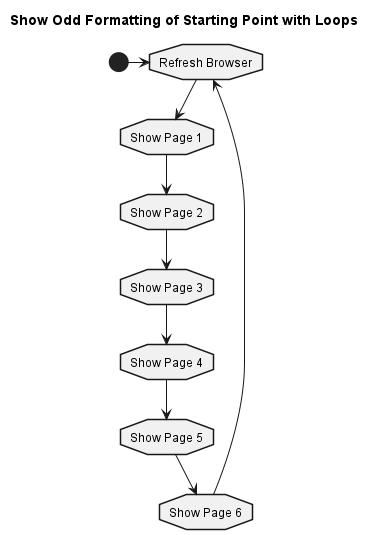 Show Odd Formatting of Starting Point with Loops
Refresh Browser
Show Page 1
Show Page 2
Show Page 3
Show Page 4
Show Page 5
Show Page 6